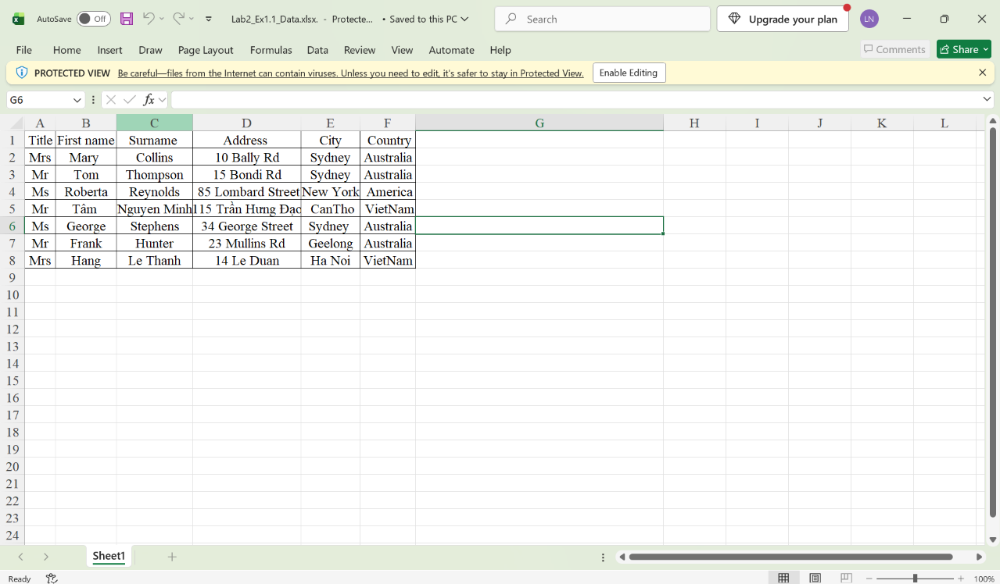 AutoSave Off Lab2_Ex1.1_Data.xlsx. - Protecte... • Saved to this PC Search Upgrade your plan LN
File Home Insert Draw Page Layout Formulas Data Review View Automate Help Comments Share
PROTECTED VIEW Be careful—files from the Internet can contain viruses. Unless you need to edit, it's safer to stay in Protected View. Enable Editing
G6 fx
A B C D E F G H I J K L
1 Title First name Surname Address City Country
2 Mrs Mary Collins 10 Bally Rd Sydney Australia
3 Mr Tom Thompson 15 Bondi Rd Sydney Australia
4 Ms Roberta Reynolds 85 Lombard Street New York America
5 Mr Tâm Nguyen Minh 115 Trần Hưng Đạo CanTho VietNam
6 Ms George Stephens 34 George Street Sydney Australia
7 Mr Frank Hunter 23 Mullins Rd Geelong Australia
8 Mrs Hang Le Thanh 14 Le Duan Ha Noi VietNam
9
10
11
12
13
14
15
16
17
18
19
20
21
22
23
24
Sheet1
Ready 100%